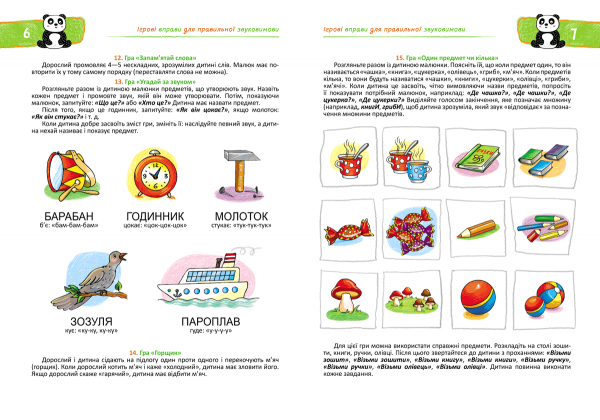 6
Ігрові вправи для правильної звуковимови
12. Гра «Запам'ятай слова»
Дорослий промовляє 4—5 нескладних, зрозумілих дитині слів. Малюк має по-
вторити їх у тому самому порядку (переставляти слова не можна).
13. Гра «Угадай за звуком»
Розгляньте разом із дитиною малюнки предметів, що утворюють звук. Назвіть
кожен предмет і промовте звук, який він може утворювати. Потім, показуючи
малюнок, запитуйте: «Що це?» або «Хто це?» Дитина має назвати предмет.
Після того, якщо це годинник, запитуйте: «Як він цокає?», якщо молоток:
«Як він стукає?» і т. д.
Коли дитина добре засвоїть зміст гри, змініть її: наслідуйте певний звук, а дити-
на нехай називає і показує предмет.
БАРАБАН
б'є: «бам-бам-бам»
ГОДИННИК
цокає: «цок-цок-цок»
МОЛОТОК
стукає: «тук-тук-тук»
ЗОЗУЛЯ
кує: «ку-ку, ку-ку»
ПАРОПЛАВ
гуде: «у-у-у-у»
14. Гра «Горщик»
Дорослий і дитина сідають на підлогу один проти одного і перекочують м'яч
(горщик). Коли дорослий котить м'яч і каже «холодний», дитина має зловити його.
Якщо дорослий скаже «гарячий», дитина має відбити м'яч.
Ігрові вправи для правильної звуковимови
7
15. Гра «Один предмет чи кілька»
Розгляньте із дитиною малюнки. Поясніть їй, що коли предмет один, то він
називається «чашка», «книга», «цукерка», «олівець», «гриб», «м'яч». Коли предметів
кілька, то вони будуть називатися «чашки», «книги», «цукерки», «олівці», «гриби»,
«м'ячі». Коли дитина це засвоїть, чітко вимовляючи назви предметів, попросіть
її показувати потрібний малюнок, наприклад: «Де чашка?», «Де чашки?», «Де
цукерка?», «Де цукерки?» Виділяйте голосом закінчення, яке позначає множину
(наприклад, книгИ, грибИ), щоб дитина зрозуміла, який звук «відповідає» за позна-
чення множини предметів.
Для цієї гри можна використати справжні предмети. Розкладіть на столі зоши-
ти, книги, ручки, олівці. Після цього звертайтеся до дитини з проханнями: «Візьми
зошит», «Візьми зошити», «Візьми книгу», «Візьми книги», «Візьми ручку»,
«Візьми ручки», «Візьми олівець», «Візьми олівці». Дитина повинна виконати
кожне завдання.